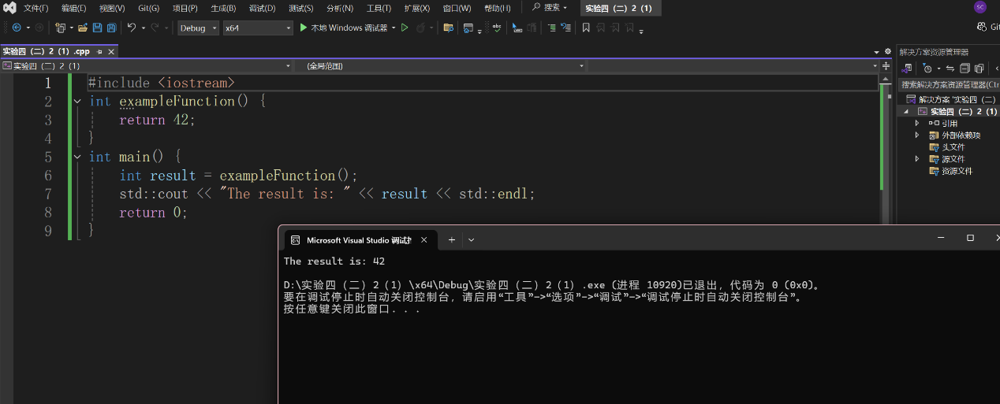 文件(F) 编辑(E) 视图(V) Git(G) 项目(P) 生成(B) 调试(D) 测试(S) 分析(N) 工具(T) 扩展(X) 窗口(W) 帮助(H) 搜索 实验四（二）2（1） SC
Debug x64 本地 Windows 调试器 Git
实验四（二）2（1）.cpp
实验四（二）2（1） (全局范围)
1 #include <iostream>
2 int exampleFunction() {
3 return 42;
4 }
5 int main() {
6 int result = exampleFunction();
7 std::cout << "The result is: " << result << std::endl;
8 return 0;
9 }
解决方案资源管理器
搜索解决方案资源管理器(Ctr
解决方案 '实验四（二）
实验四（二）2（1）
引用
外部依赖项
头文件
源文件
资源文件
Microsoft Visual Studio 调试
The result is: 42
D:\实验四（二）2（1）\x64\Debug\实验四（二）2（1）.exe (进程 10920)已退出，代码为 0 (0x0)。
要在调试停止时自动关闭控制台，请启用“工具”->“选项”->“调试”->“调试停止时自动关闭控制台”。
按任意键关闭此窗口. . .